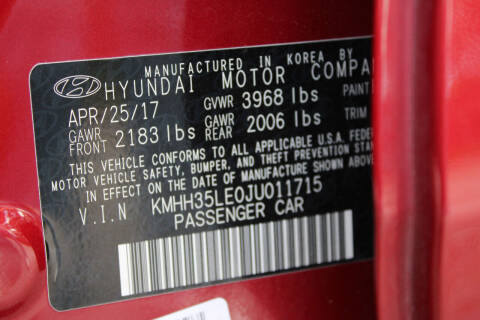 MANUFACTURED IN KOREA BY
HYUNDAI MOTOR COMPA
APR/25/17 GVWR 3968 lbs PAINT
GAWR FRONT 2183 lbs GAWR REAR 2006 lbs TRIM
THIS VEHICLE CONFORMS TO ALL APPLICABLE U.S.A. FEDER
MOTOR VEHICLE SAFETY, BUMPER, AND THEFT PREVENTION STA
IN EFFECT ON THE DATE OF MANUFACTURE SHOWN
V.I.N KMHH35LE0JU011715
PASSENGER CAR